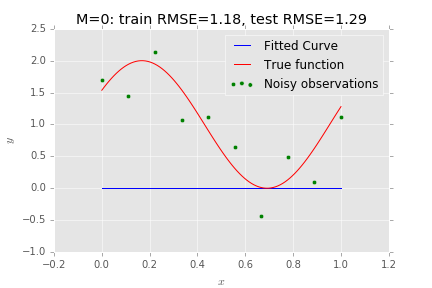 M=0: train RMSE=1.18, test RMSE=1.29
2.5
2.0
1.5
1.0
0.5
0.0
−0.5
−1.0
y
Fitted Curve
True function
Noisy observations
−0.2
0.0
0.2
0.4
0.6
0.8
1.0
1.2
x